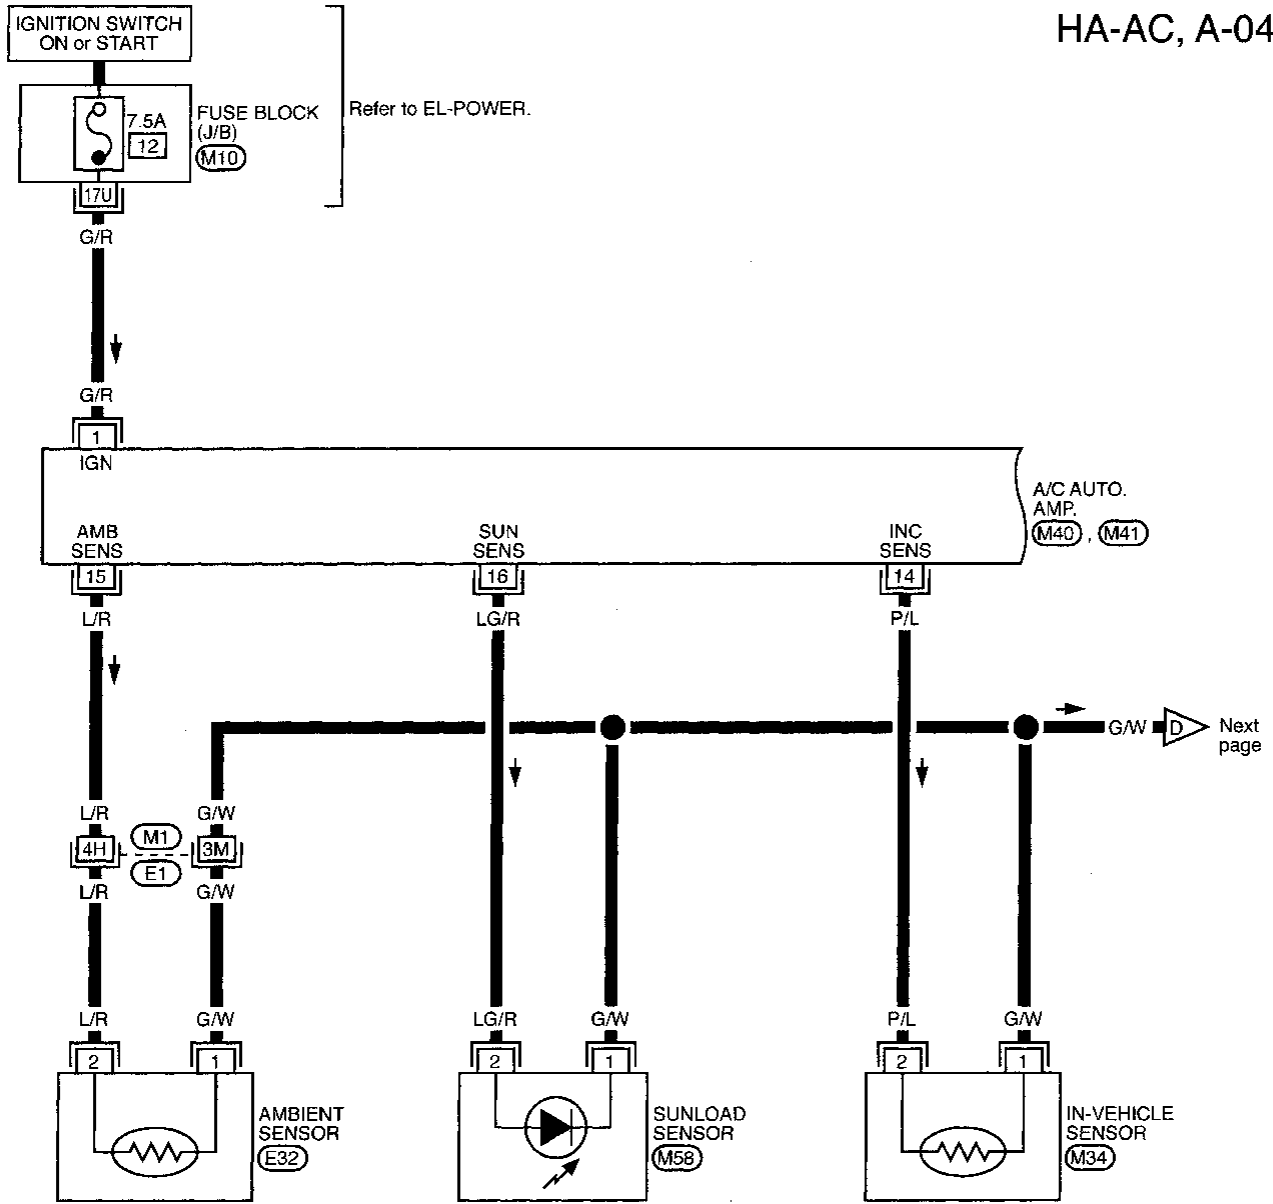 HA-AC, A-04
IGNITION SWITCH
ON or START
FUSE BLOCK
(J/B)
M10
7.5A
12
Refer to EL-POWER.
17U
G/R
G/R
1
IGN
A/C AUTO.
AMP.
M40 , M41
AMB
SENS
SUN
SENS
INC
SENS
15
16
14
L/R
LG/R
P/L
G/W
D
Next
page
L/R
G/W
4H
M1
3M
E1
L/R
G/W
L/R
G/W
LG/R
G/W
P/L
G/W
2
1
2
1
2
1
AMBIENT
SENSOR
E32
SUNLOAD
SENSOR
M58
IN-VEHICLE
SENSOR
M34